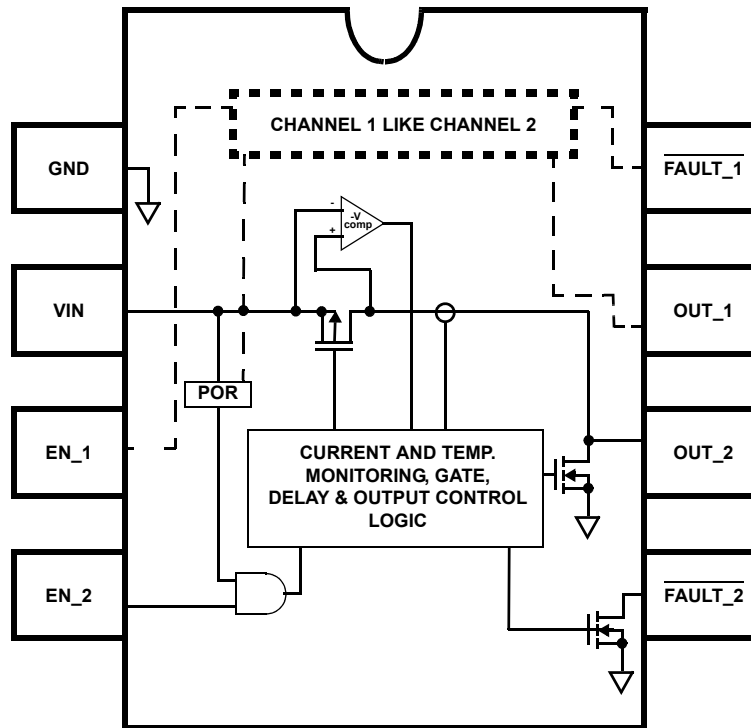 CHANNEL 1 LIKE CHANNEL 2
GND
FAULT_1
-
-V
comp
+
VIN
OUT_1
POR
EN_1
OUT_2
CURRENT AND TEMP.
MONITORING, GATE,
DELAY & OUTPUT CONTROL
LOGIC
EN_2
FAULT_2